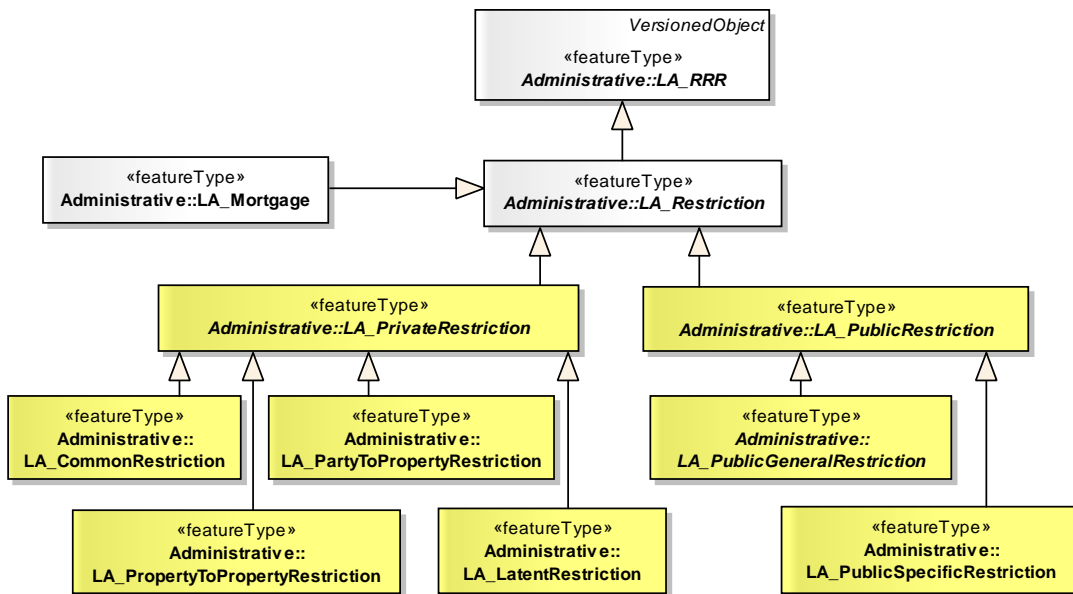 VersionedObject
«featureType»
Administrative::LA_RRR
«featureType»
Administrative::LA_Mortgage
«featureType»
Administrative::LA_Restriction
«featureType»
Administrative::LA_PrivateRestriction
«featureType»
Administrative::LA_PublicRestriction
«featureType»
Administrative::
LA_CommonRestriction
«featureType»
Administrative::
LA_PartyToPropertyRestriction
«featureType»
Administrative::
LA_PublicGeneralRestriction
«featureType»
Administrative::
LA_PropertyToPropertyRestriction
«featureType»
Administrative::
LA_LatentRestriction
«featureType»
Administrative::
LA_PublicSpecificRestriction